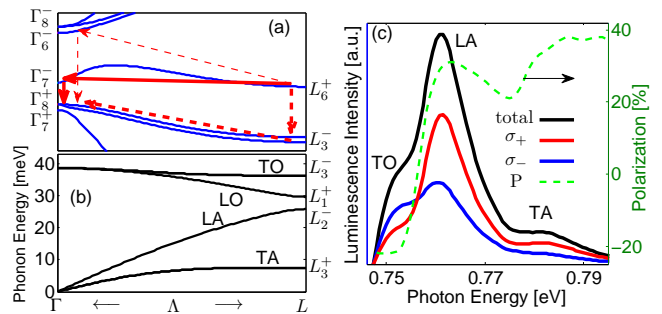 (a)
Γ₈⁻
Γ₆⁻
Γ₇⁻
Γ₈⁺
Γ₇⁺
L₆⁺
L₃⁻
Phonon Energy [meV]
40
30
20
10
0
(b)
TO
LO
LA
TA
L₃⁻
L₁⁺
L₂⁻
L₃⁺
Γ ← Λ → L
(c)
Luminescence Intensity [a.u.]
LA
TO
TA
total
σ₊
σ₋
P
40
20
0
−20
Polarization [%]
0.75 0.77 0.79
Photon Energy [eV]